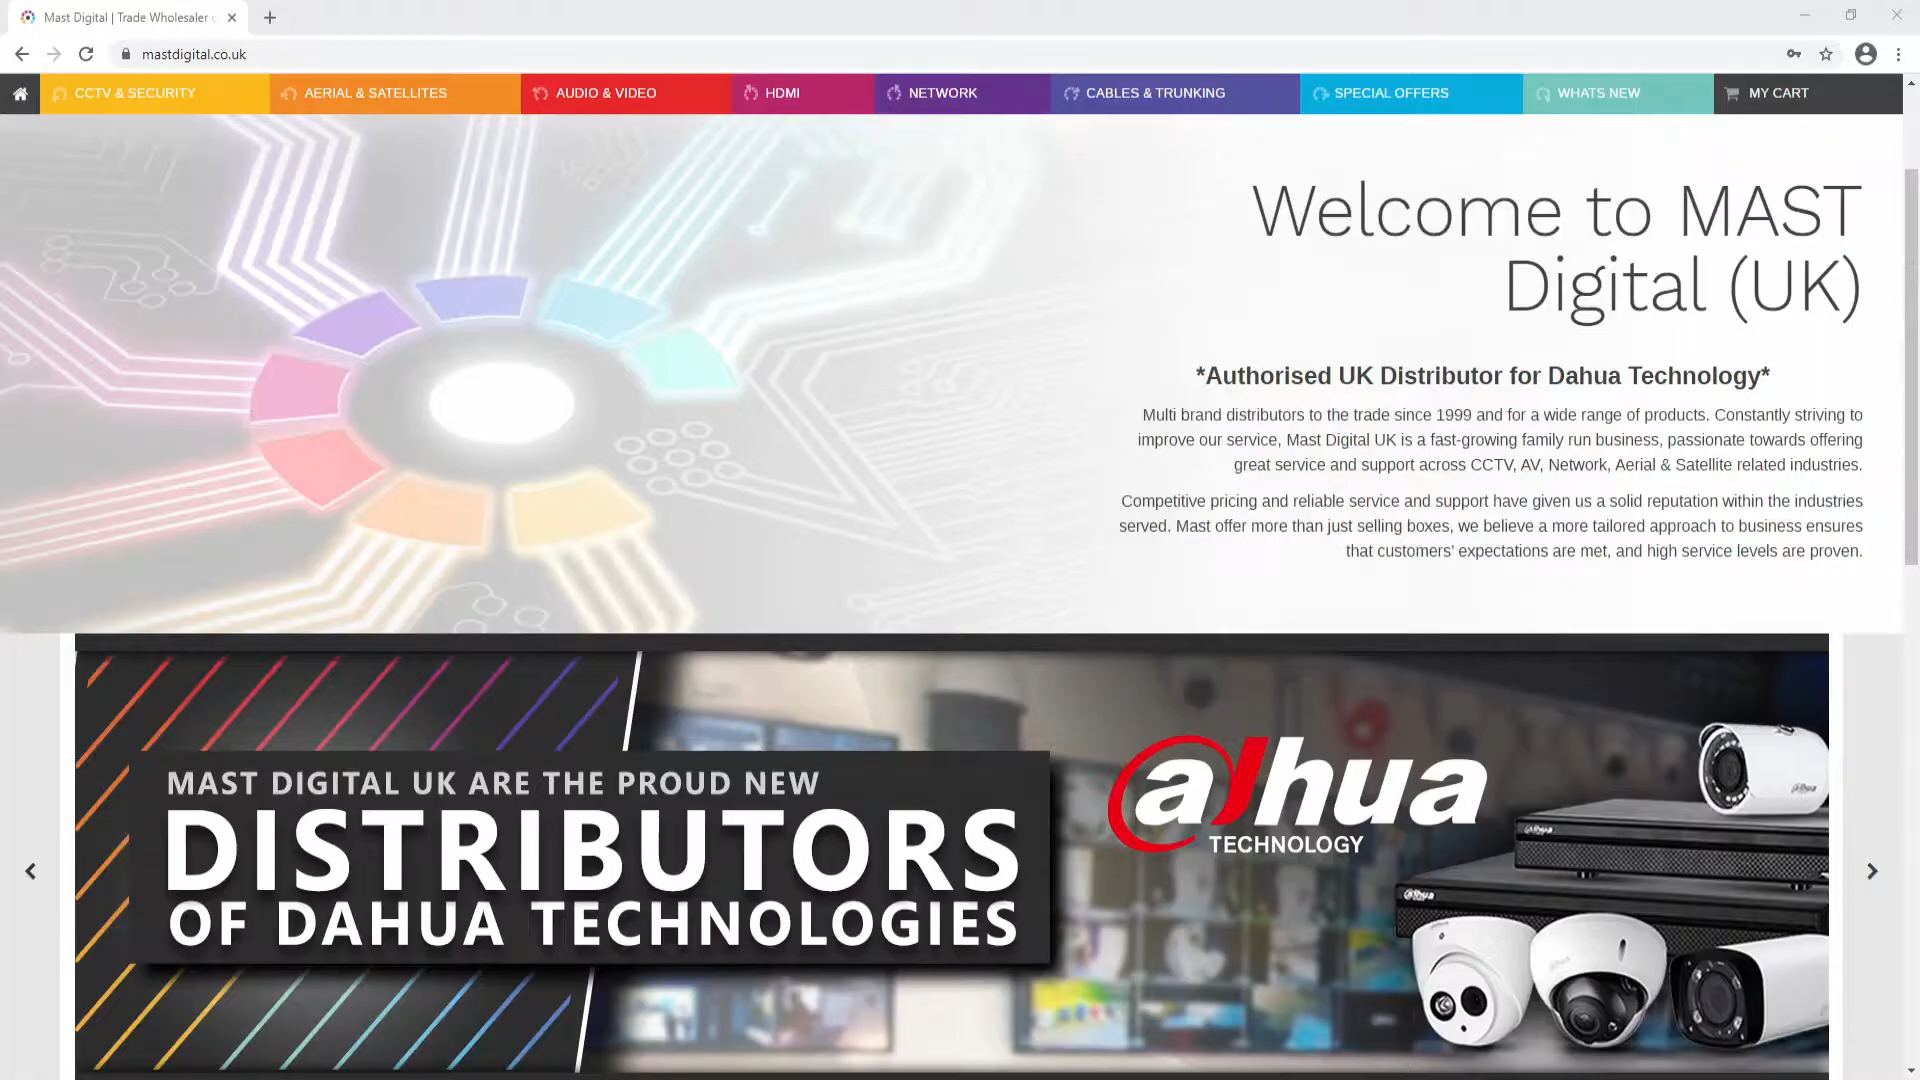 Mast Digital | Trade Wholesaler
mastdigital.co.uk
CCTV & SECURITY
AERIAL & SATELLITES
AUDIO & VIDEO
HDMI
NETWORK
CABLES & TRUNKING
SPECIAL OFFERS
WHATS NEW
MY CART
Welcome to MAST
Digital (UK)
*Authorised UK Distributor for Dahua Technology*
Multi brand distributors to the trade since 1999 and for a wide range of products. Constantly striving to
improve our service, Mast Digital UK is a fast-growing family run business, passionate towards offering
great service and support across CCTV, AV, Network, Aerial & Satellite related industries.
Competitive pricing and reliable service and support have given us a solid reputation within the industries
served. Mast offer more than just selling boxes, we believe a more tailored approach to business ensures
that customers' expectations are met, and high service levels are proven.
MAST DIGITAL UK ARE THE PROUD NEW
DISTRIBUTORS
OF DAHUA TECHNOLOGIES
alhua
TECHNOLOGY
alhua
alhua